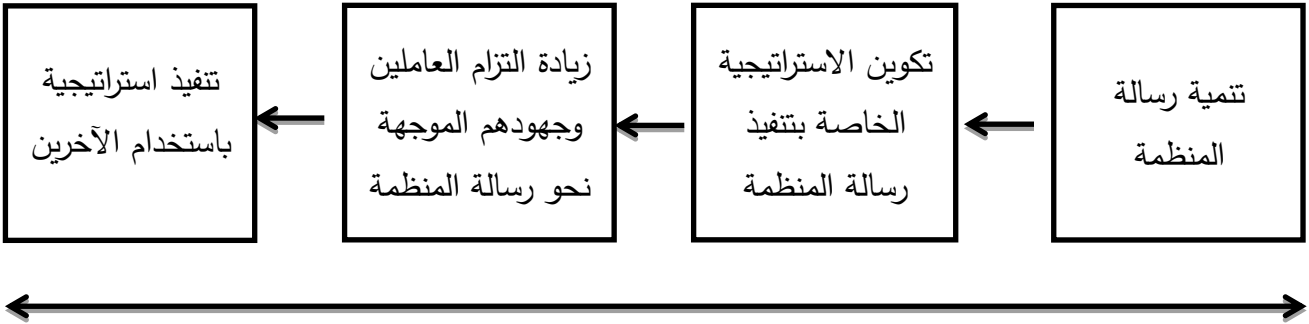 تنمية رسالة
المنظمة
تكوين الاستراتيجية
الخاصة بتنفيذ
رسالة المنظمة
زيادة التزام العاملين
وجهودهم الموجهة
نحو رسالة المنظمة
تنفيذ استراتيجية
باستخدام الآخرين